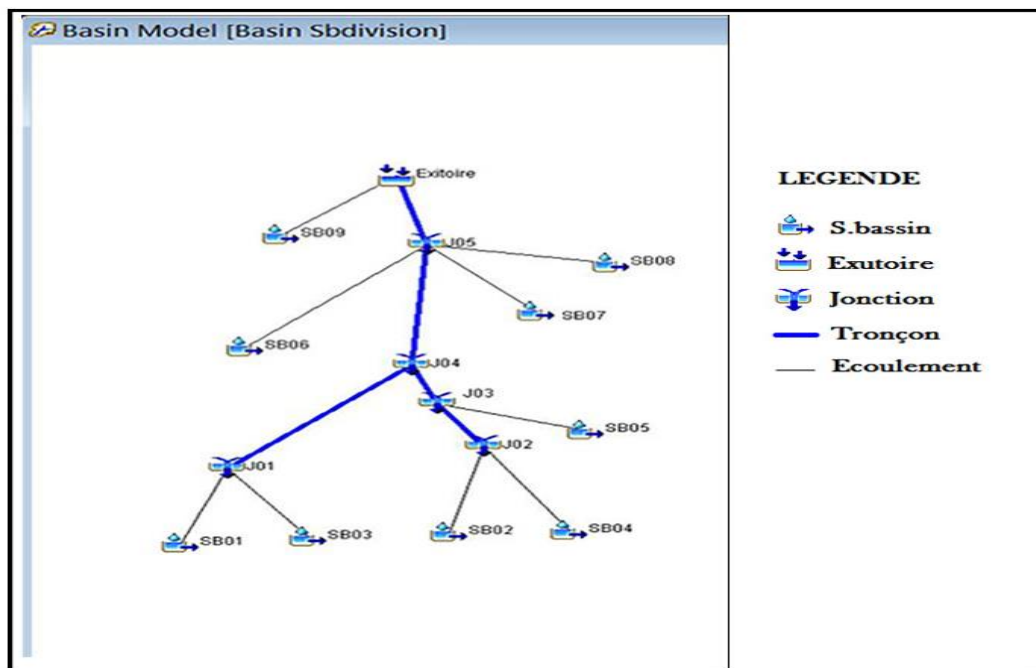 Basin Model [Basin Sbdivision]
Exitoire
SB09
J05
SB08
SB07
SB06
J04
J03
SB05
J02
J01
SB01
SB03
SB02
SB04
LEGENDE
S.bassin
Exutoire
Jonction
Tronçon
Ecoulement